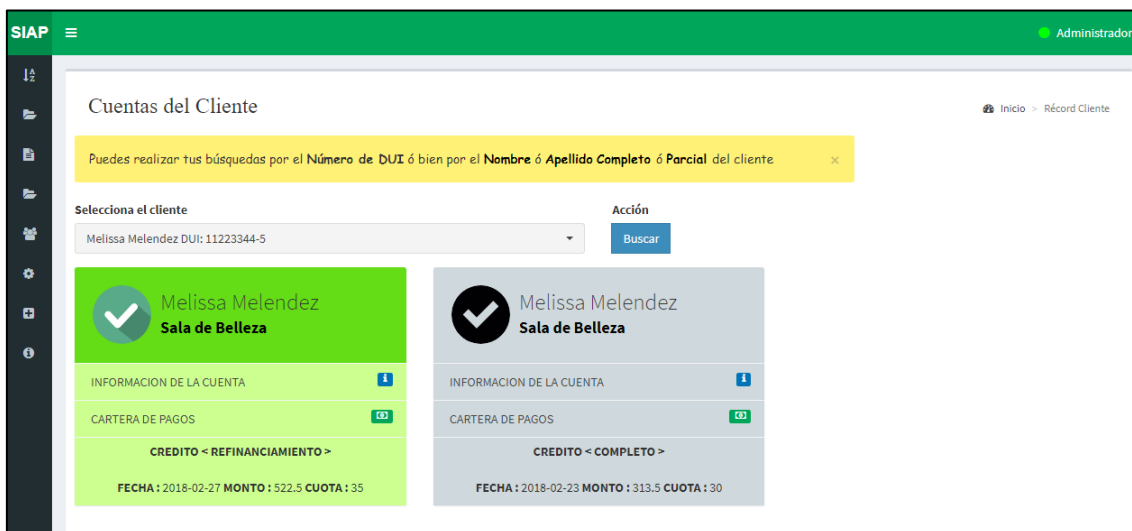 SIAP
Administrador
Cuentas del Cliente
Inicio > Récord Cliente
Puedes realizar tus búsquedas por el Número de DUI ó bien por el Nombre ó Apellido Completo ó Parcial del cliente ×
Selecciona el cliente
Acción
Melissa Melendez DUI: 11223344-5
Buscar
Melissa Melendez
Sala de Belleza
INFORMACION DE LA CUENTA
CARTERA DE PAGOS
CREDITO < REFINANCIAMIENTO >
FECHA : 2018-02-27 MONTO : 522.5 CUOTA : 35
Melissa Melendez
Sala de Belleza
INFORMACION DE LA CUENTA
CARTERA DE PAGOS
CREDITO < COMPLETO >
FECHA : 2018-02-23 MONTO : 313.5 CUOTA : 30